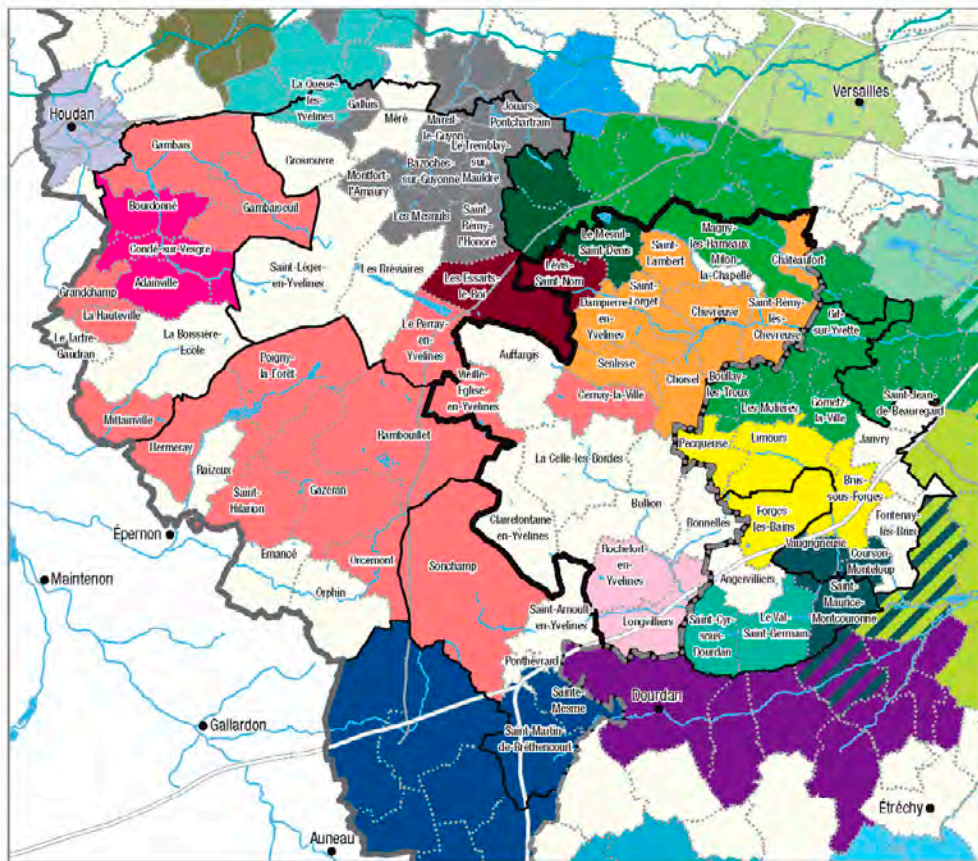 La Queue-
les-
Yvelines
Galluis
Méré
Mareil-
le-Guyon
Jouars-
Pontchartrain
Versailles
Houdan
Gambais
Grosrouvre
Montfort-
l'Amaury
Bazoches-
sur-Guyonne
Le Tremblay-
sur-
Mauldre
Bourdonné
Gambaiseuil
Les Mesnuls
Saint-
Rémy-
l'Honoré
Le Mesnil-
Saint-Denis
Magny-
les-Hameaux
Milon-
la-Chapelle
Châteaufort
Condé-sur-Vesgre
Adainville
Saint-Léger-
en-Yvelines
Les Bréviaires
Les Essarts-
le-Roi
Lévis-
Saint-Nom
Saint-
Lambert
Grandchamp
La Hauteville
Dampierre-
en-
Yvelines
Saint-
Forget
Chevreuse
Saint-Rémy-
lès-
Chevreuse
Gif-
sur-Yvette
Le Tartre-
Gaudran
La Boissière-
Ecole
Le Perray-
en-
Yvelines
Auffargis
Senlisse
Poigny-
la-Forêt
Vieille-
Eglise-
en-Yvelines
Cernay-la-Ville
Choisel
Boullay-
les-Troux
Les Molières
Gometz-
la-Ville
Saint-Jean-
de-Beauregard
Mittainville
Hermeray
Raizeux
Rambouillet
Pecqueuse
Limours
Janvry
La Celle-les-Bordes
Saint-
Hilarion
Gazeran
Bullion
Briis-
sous-Forges
Forges-
les-Bains
Fontenay-
lès-Briis
Épernon
Clairefontaine-
en-Yvelines
Bonnelles
Vaugrigneuse
Courson-
Monteloup
Emancé
Orcemont
Sonchamp
Rochefort-
en-
Yvelines
Angervilliers
Maintenon
Orphin
Saint-
Maurice-
Montcouronne
Saint-Arnoult-
en-Yvelines
Longvilliers
Saint-Cyr-
sous-
Dourdan
Le Val-
Saint-Germain
Ponthévrard
Sainte-
Mesme
Dourdan
Gallardon
Saint-Martin-
de-Bréthencourt
Étréchy
Auneau